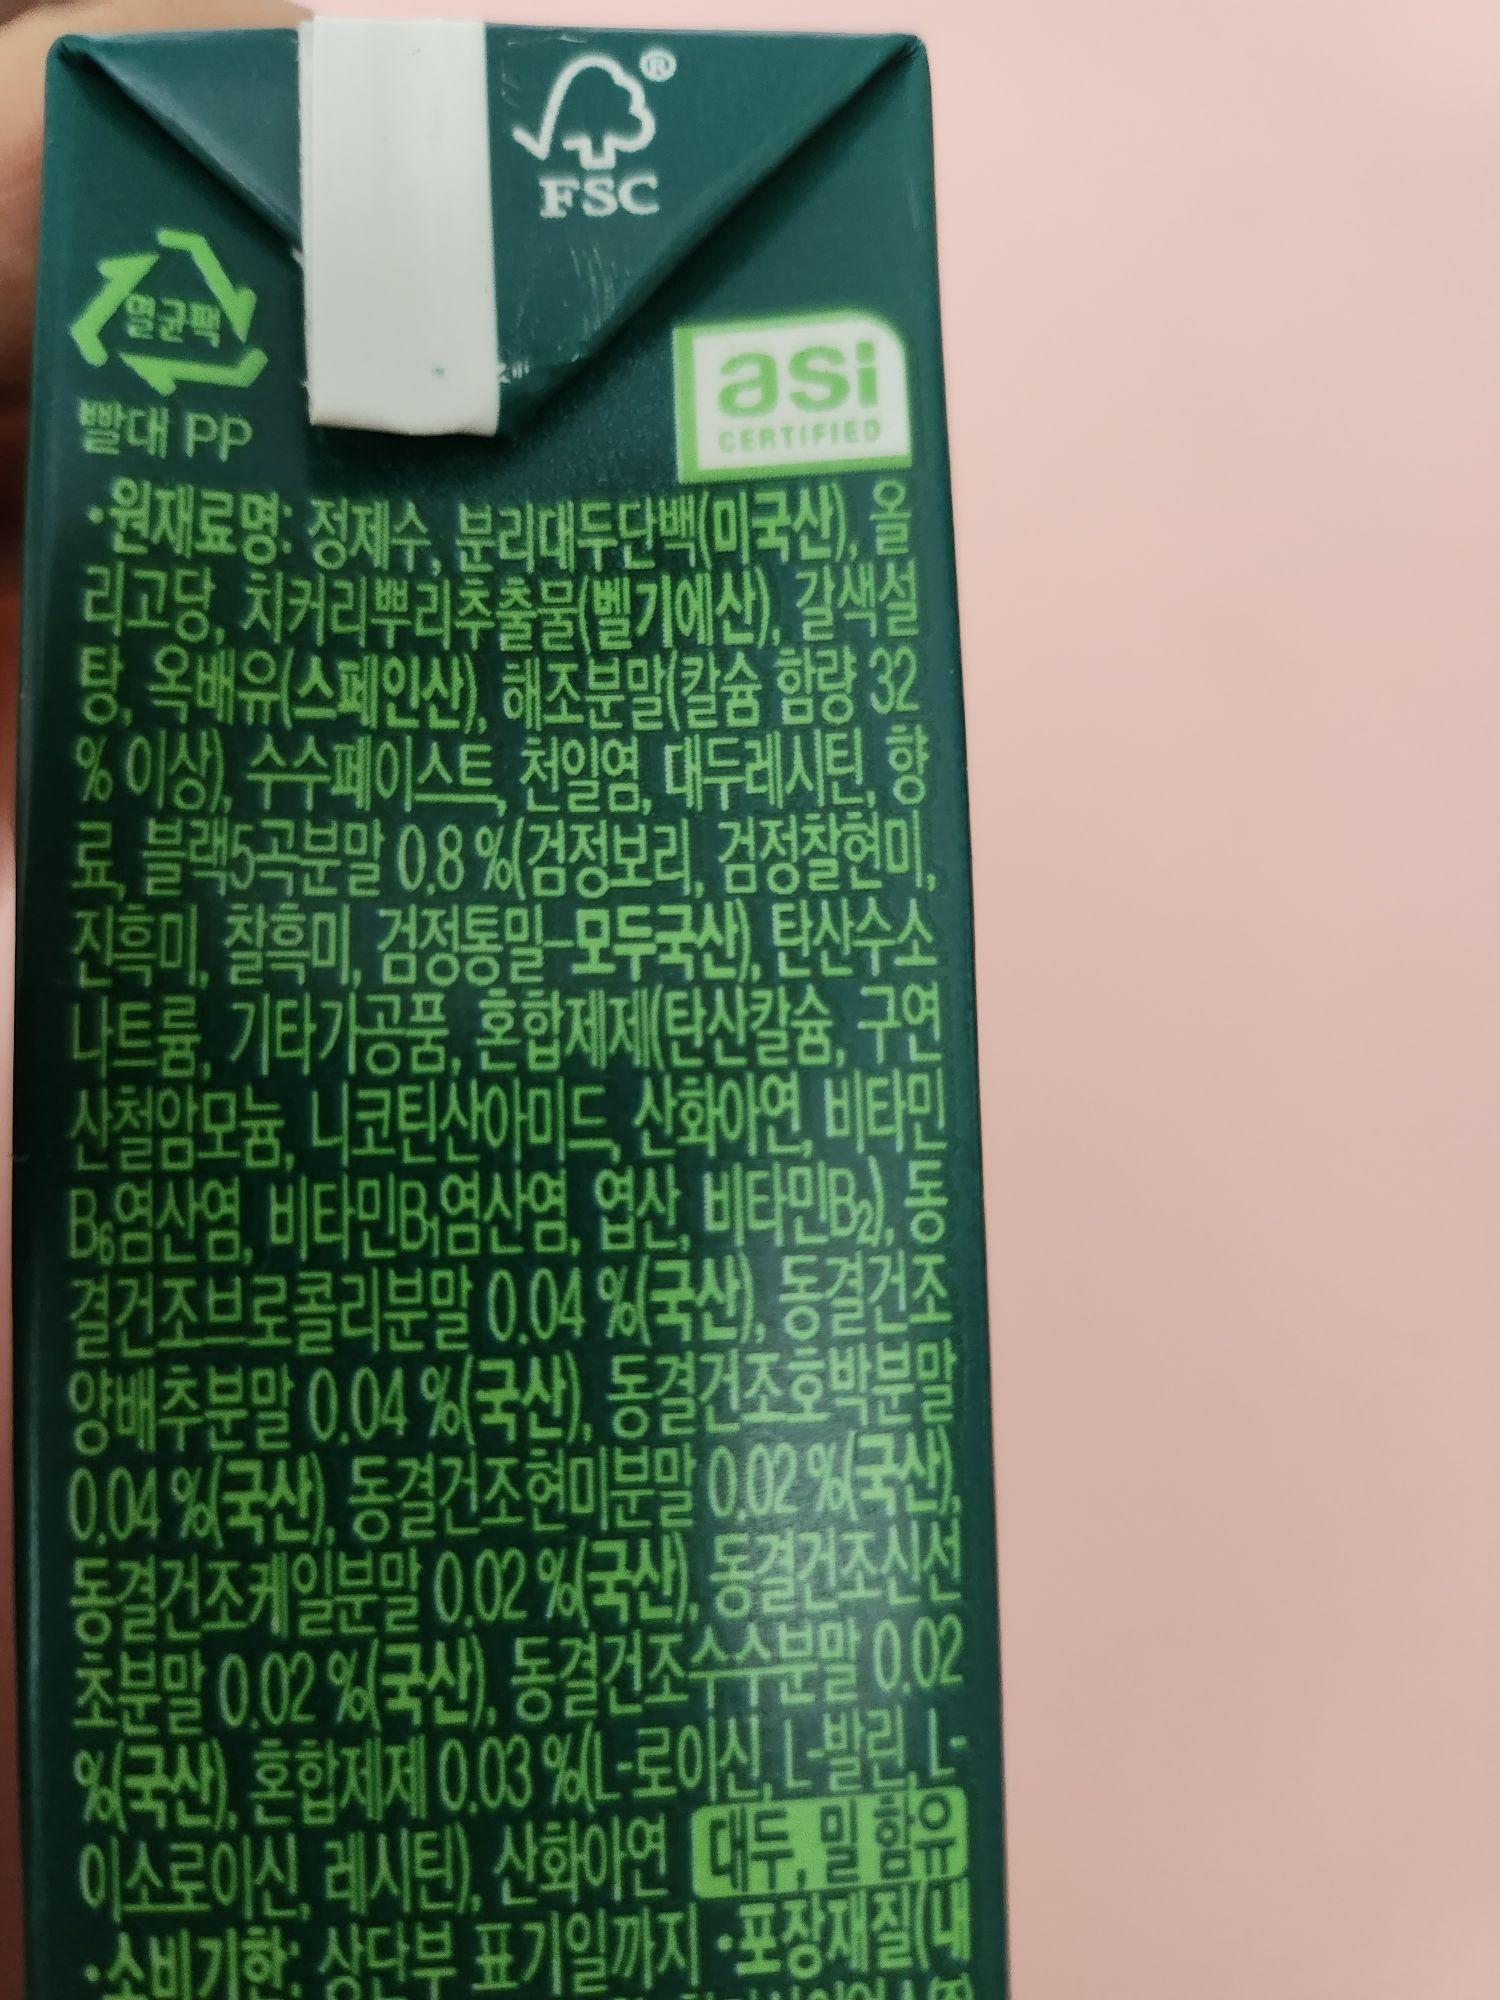 ®
FSC
멸균팩
빨대 PP
asi
CERTIFIED
·원재료명: 정제수, 분리대두단백(미국산), 올
리고당, 치커리뿌리추출물(벨기에산), 갈색설
탕, 옥배유(스페인산), 해조분말(칼슘 함량 32
% 이상), 수수페이스트, 천일염, 대두레시틴, 향
료, 블랙5곡분말 0.8 %(검정보리, 검정찰현미,
진흑미, 찰흑미, 검정통밀-모두국산), 탄산수소
나트륨, 기타가공품, 혼합제제(탄산칼슘, 구연
산철암모늄, 니코틴산아미드, 산화아연, 비타민
B₆염산염, 비타민B₁염산염, 엽산, 비타민B₂), 동
결건조브로콜리분말 0.04 %(국산), 동결건조
양배추분말 0.04 %(국산), 동결건조호박분말
0.04 %(국산), 동결건조현미분말 0.02 %(국산),
동결건조케일분말 0.02 %(국산), 동결건조신선
초분말 0.02 %(국산), 동결건조수수분말 0.02
%(국산), 혼합제제 0.03 %(L-로이신, L-발린, L-
이소로이신, 레시틴), 산화아연 대두, 밀 함유
·소비기한: 상단부 표기일까지 ·포장재질(내